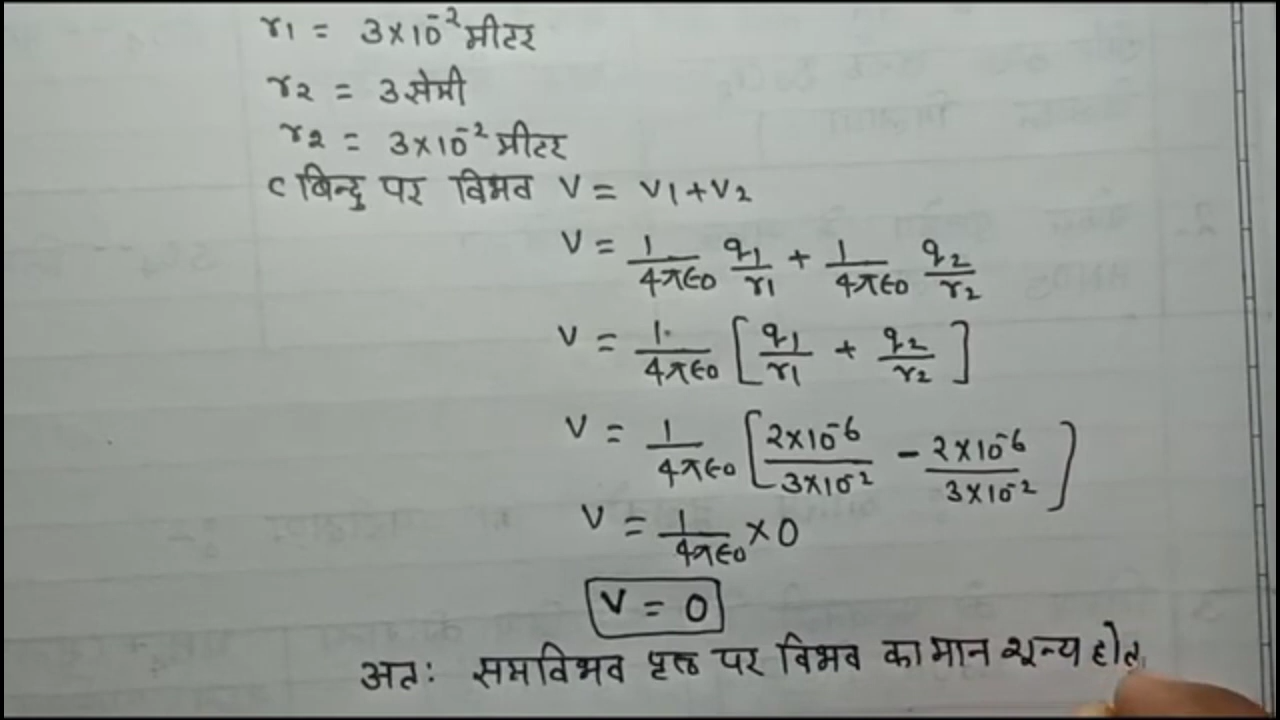 r1 = 3×10⁻² मीटर
r2 = 3 सेमी
r2 = 3×10⁻² मीटर
C बिन्दु पर विभव V = V1 + V2
V = 1/4πϵ0 q1/r1 + 1/4πϵ0 q2/r2
V = 1/4πϵ0 [q1/r1 + q2/r2]
V = 1/4πϵ0 [2×10⁻⁶/3×10⁻² - 2×10⁻⁶/3×10⁻²]
V = 1/4πϵ0 × 0
V = 0
अतः समविभव पृष्ठ पर विभव का मान शून्य